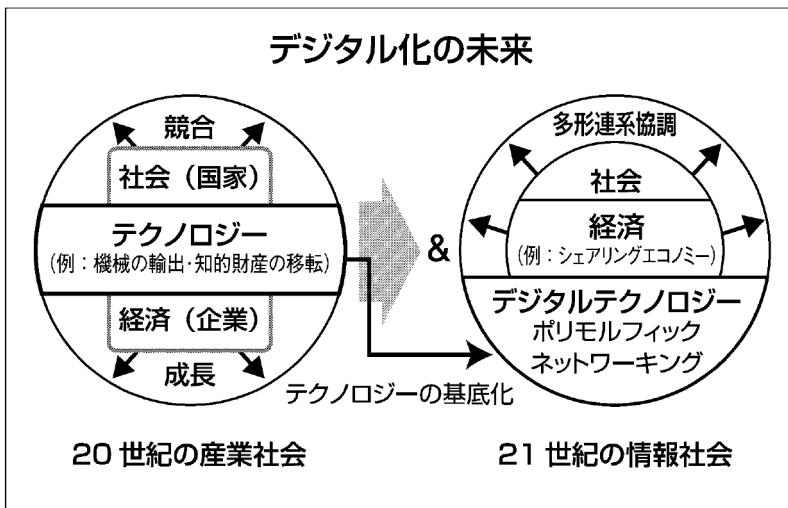 デジタル化の未来
競合
社会（国家）
テクノロジー
（例：機械の輸出・知的財産の移転）
経済（企業）
成長
20 世紀の産業社会
&
テクノロジーの基底化
多形連系協調
社会
経済
（例：シェアリングエコノミー）
デジタルテクノロジー
ポリモルフィック
ネットワーキング
21 世紀の情報社会